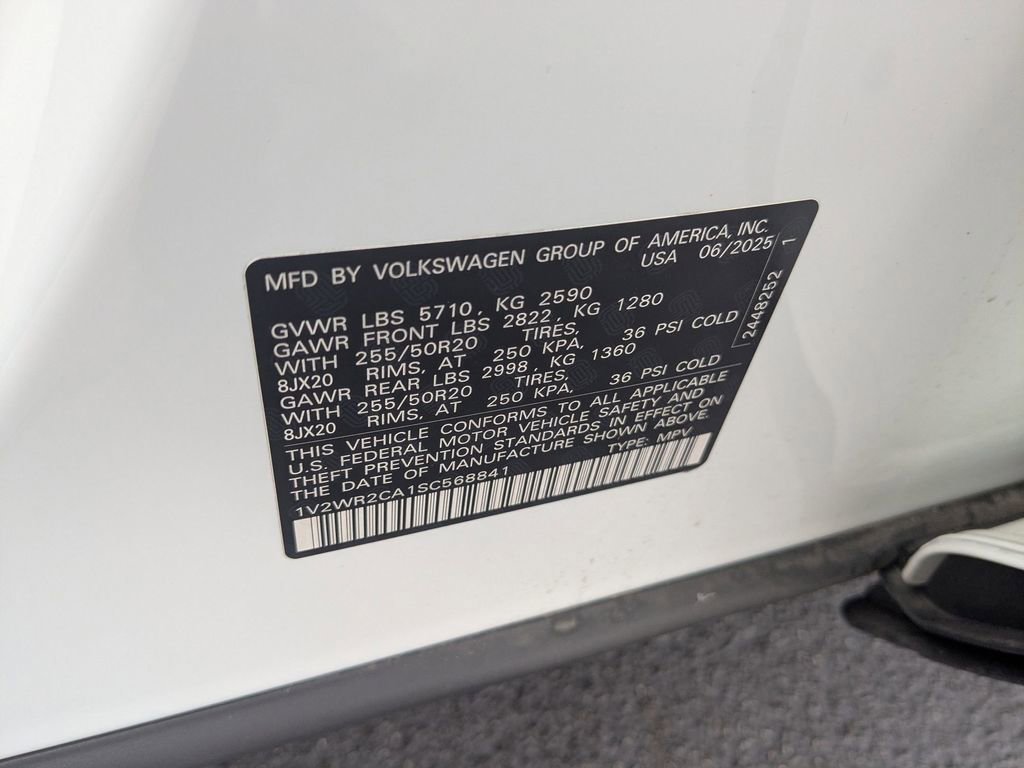 MFD BY VOLKSWAGEN GROUP OF AMERICA, INC.
USA 06/2025
GVWR LBS 5710, KG 2590
GAWR FRONT LBS 2822, KG 1280
WITH 255/50R20 TIRES,
8JX20 RIMS, AT 250 KPA, 36 PSI COLD
GAWR REAR LBS 2998, KG 1360
WITH 255/50R20 TIRES,
8JX20 RIMS, AT 250 KPA, 36 PSI COLD
THIS VEHICLE CONFORMS TO ALL APPLICABLE
U.S. FEDERAL MOTOR VEHICLE SAFETY AND
THEFT PREVENTION STANDARDS IN EFFECT ON
THE DATE OF MANUFACTURE SHOWN ABOVE.
1V2WR2CA1SC568841 TYPE: MPV
2448252 1